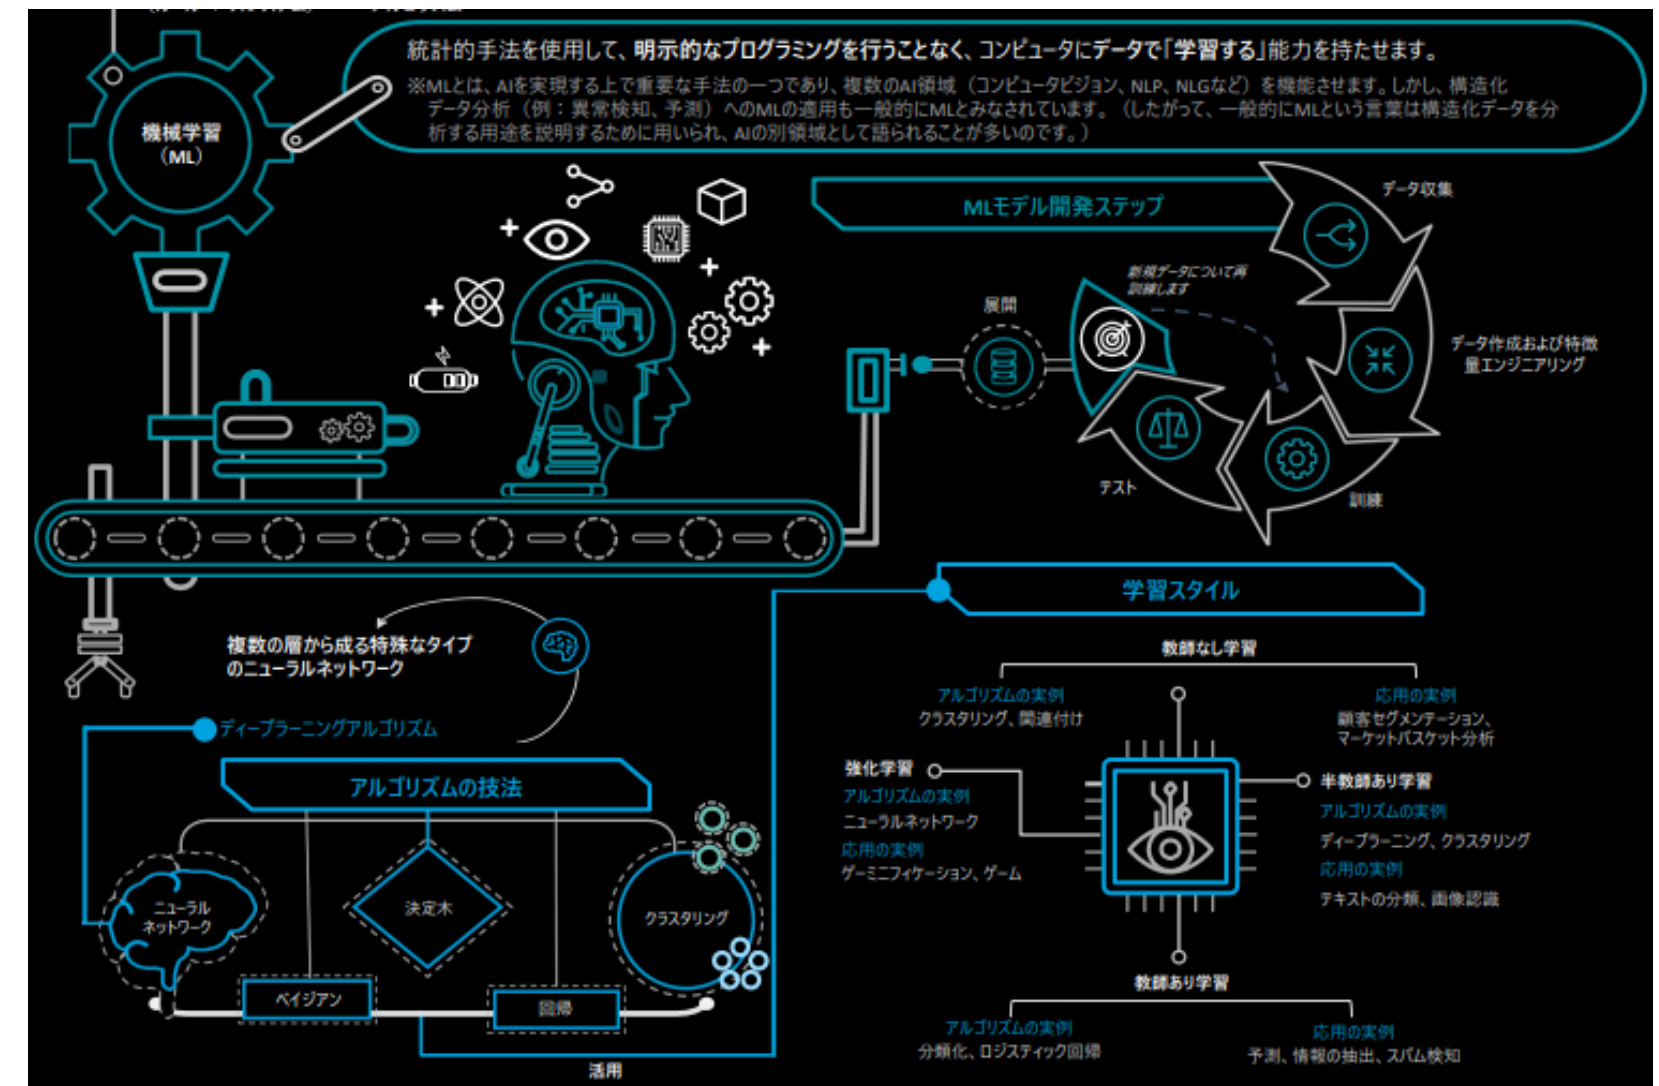 統計的手法を使用して、明示的なプログラミングを行うことなく、コンピュータにデータで「学習する」能力を持たせます。
※MLとは、AIを実現する上で重要な手法の一つであり、複数のAI領域（コンピュータビジョン、NLP、NLGなど）を機能させます。しかし、構造化
データ分析（例：異常検知、予測）へのMLの適用も一般的にMLとみなされています。（したがって、一般的にMLという言葉は構造化データを分
析する用途を説明するために用いられ、AIの別領域として語られることが多いのです。）
機械学習
（ML）
MLモデル開発ステップ
データ収集
新規データについて再
訓練します
展開
データ作成および特徴
量エンジニアリング
テスト
訓練
学習スタイル
複数の層から成る特殊なタイプ
のニューラルネットワーク
ディープラーニングアルゴリズム
アルゴリズムの技法
ニューラル
ネットワーク
決定木
クラスタリング
ベイジアン
回帰
活用
教師なし学習
アルゴリズムの実例
クラスタリング、関連付け
応用の実例
顧客セグメンテーション、
マーケットバスケット分析
強化学習
アルゴリズムの実例
ニューラルネットワーク
応用の実例
ゲーミニフィケーション、ゲーム
半教師あり学習
アルゴリズムの実例
ディープラーニング、クラスタリング
応用の実例
テキストの分類、画像認識
教師あり学習
アルゴリズムの実例
分類化、ロジスティック回帰
応用の実例
予測、情報の抽出、スパム検知